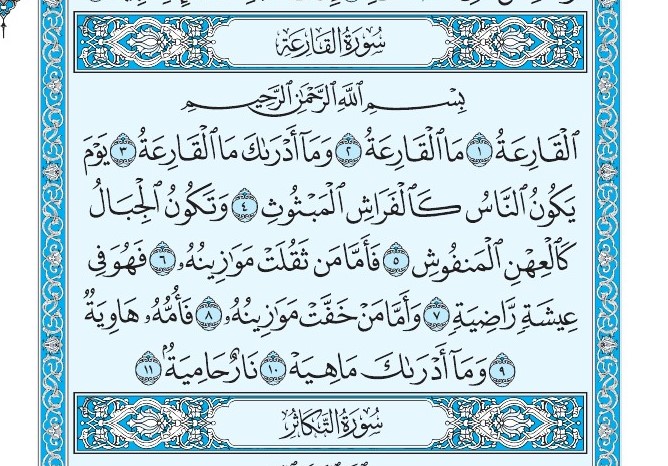 سُورَةُ القَارِعَةِ
بِسْمِ ٱللَّهِ ٱلرَّحْمَٰنِ ٱلرَّحِيمِ
ٱلْقَارِعَةُ ١ مَا ٱلْقَارِعَةُ ٢ وَمَآ أَدْرَىٰكَ مَا ٱلْقَارِعَةُ ٣ يَوْمَ
يَكُونُ ٱلنَّاسُ كَٱلْفَرَاشِ ٱلْمَبْثُوثِ ٤ وَتَكُونُ ٱلْجِبَالُ
كَٱلْعِهْنِ ٱلْمَنفُوشِ ٥ فَأَمَّا مَن ثَقُلَتْ مَوَٰزِينُهُۥ ٦ فَهُوَ فِى
عِيشَةٍ رَّاضِيَةٍ ٧ وَأَمَّا مَنْ خَفَّتْ مَوَٰزِينُهُۥ ٨ فَأُمُّهُۥ هَاوِيَةٌ
٩ وَمَآ أَدْرَىٰكَ مَا هِيَهْ ١٠ نَارٌ حَامِيَةٌۢ ١١
سُورَةُ التَّكَاثُرِ